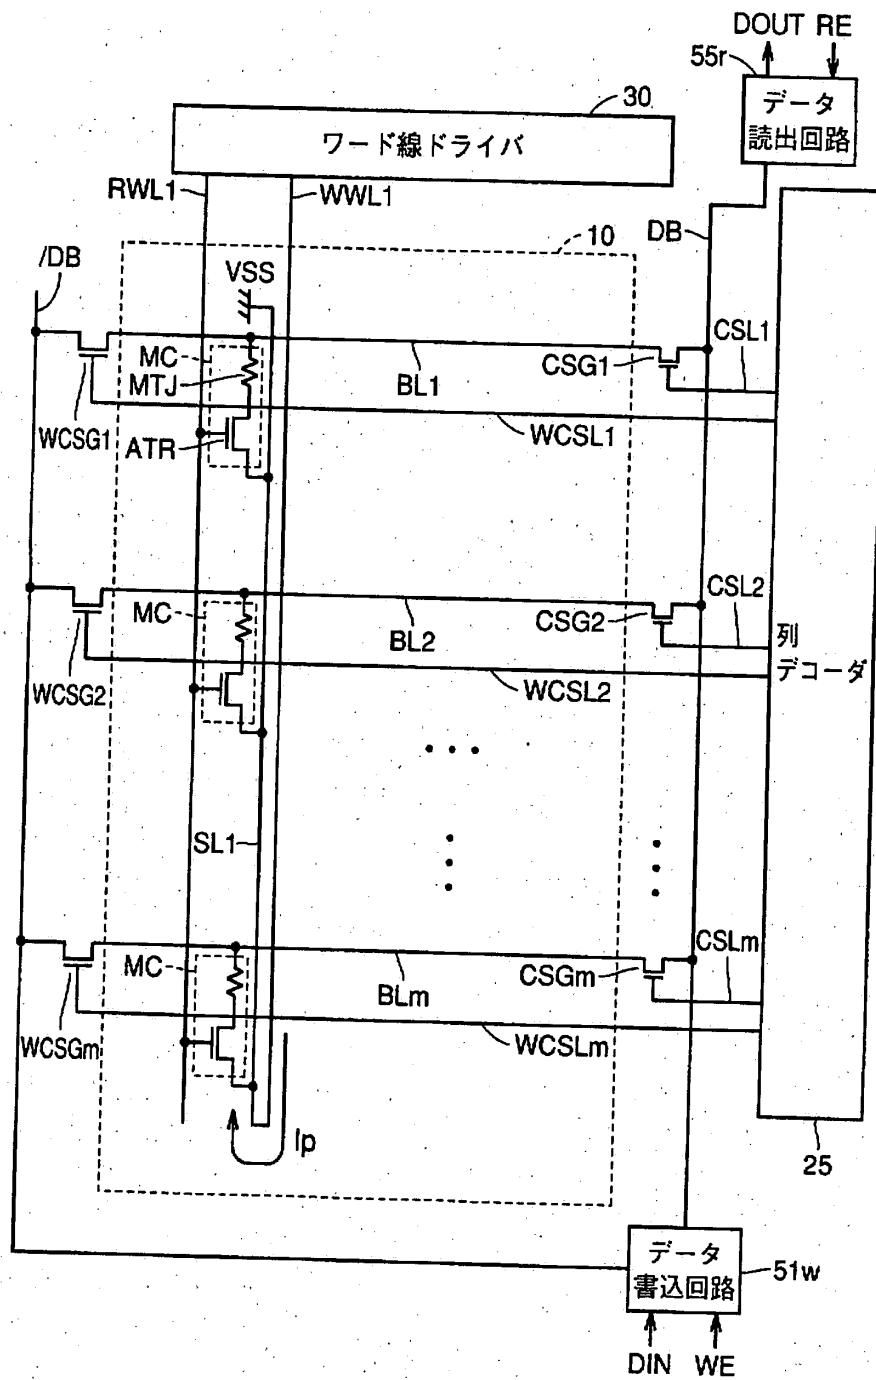 DOUT RE
55r
データ
読出回路
30
ワード線ドライバ
RWL1
WWL1
DB
10
/DB
VSS
CSL1
MC
MTJ
CSG1
BL1
WCSG1
ATR
WCSL1
CSL2
MC
CSG2
BL2
列
デコーダ
WCSG2
WCSL2
SL1
CSLm
MC
CSGm
BLm
WCSGm
WCSLm
Ip
25
データ
書込回路
51w
DIN WE